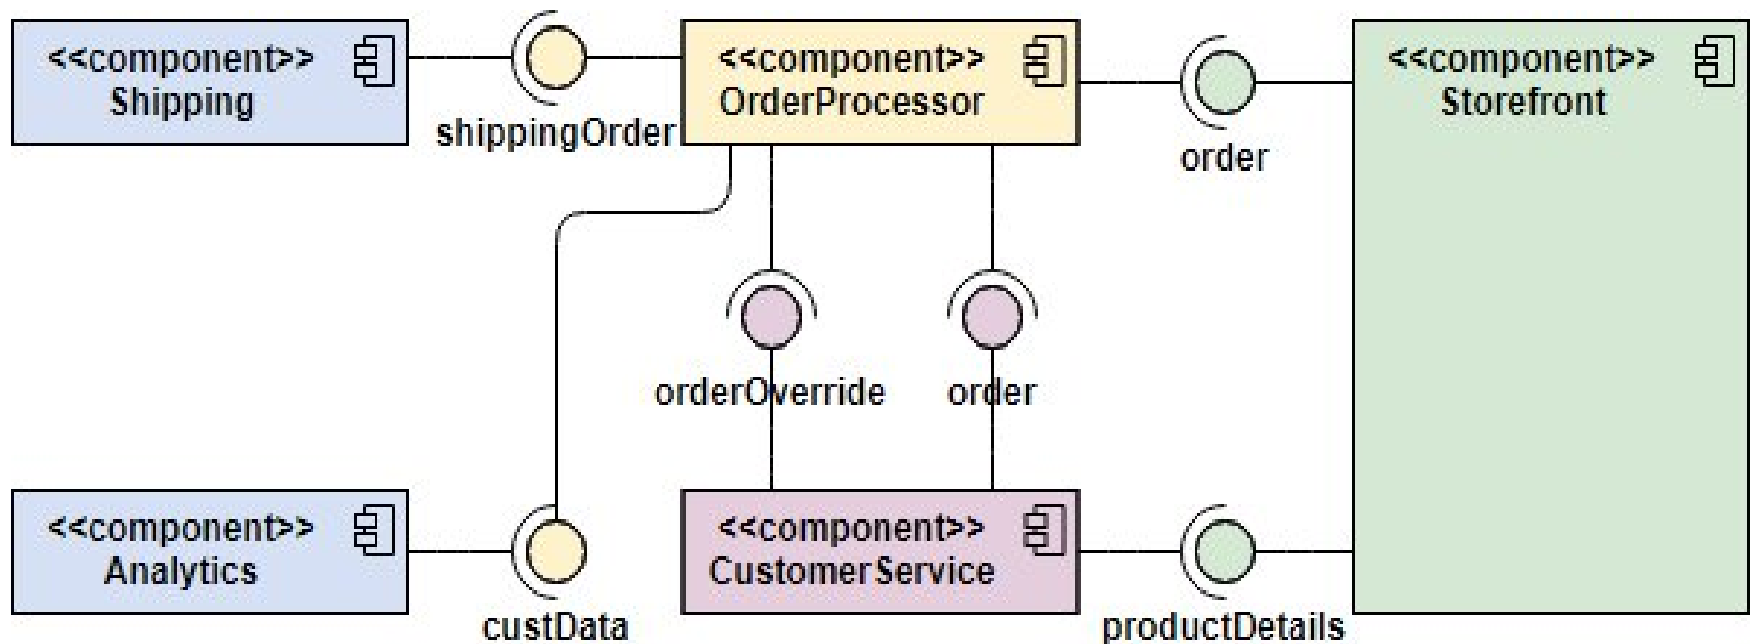 <<component>>
Shipping
shippingOrder
<<component>>
OrderProcessor
order
<<component>>
Storefront
orderOverride
order
<<component>>
Analytics
custData
<<component>>
CustomerService
productDetails